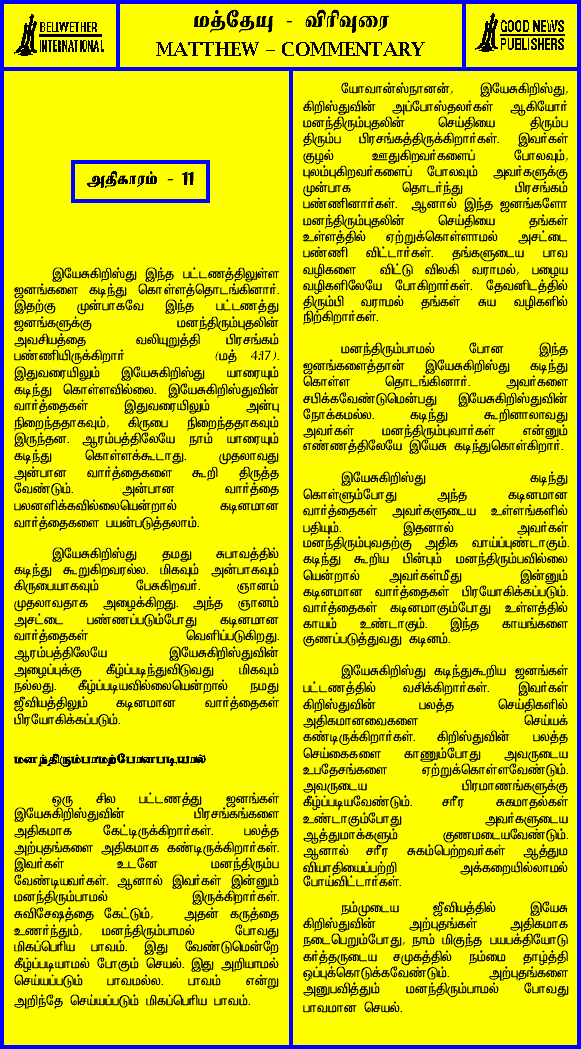 BELIWETHER
INTERNATIONAL
மத்தேயு - விரிவுரை
MATTHEW – COMMENTARY
GOOD NEWS
PUBLISHERS
அதிகாரம் - 11
இயேசுகிறிஸ்து இந்த பட்டணத்திலுள்ள
ஜனங்களை கடிந்து கொள்ளத்தொடங்கினார்.
இதற்கு முன்பாகவே இந்த பட்டணத்து
ஜனங்களுக்கு மனந்திரும்புதலின்
அவசியத்தை வலியுறுத்தி பிரசங்கம்
பண்ணியிருக்கிறார் (மத் 4:17).
இதுவரையிலும் இயேசுகிறிஸ்து யாரையும்
கடிந்து கொள்ளவில்லை. இயேசுகிறிஸ்துவின்
வார்த்தைகள் இதுவரையிலும் அன்பு
நிறைந்ததாகவும், கிருபை நிறைந்ததாகவும்
இருந்தன. ஆரம்பத்திலேயே நாம் யாரையும்
கடிந்து கொள்ளக்கூடாது. முதலாவது
அன்பான வார்த்தைகளை கூறி திருத்த
வேண்டும். அன்பான வார்த்தை
பலனளிக்கவில்லையென்றால் கடினமான
வார்த்தைகளை பயன்படுத்தலாம்.
இயேசுகிறிஸ்து தமது சுபாவத்தில்
கடிந்து கூறுகிறவரல்ல. மிகவும் அன்பாகவும்
கிருபையாகவும் பேசுகிறவர். ஞானம்
முதலாவதாக அழைக்கிறது. அந்த ஞானம்
அசட்டை பண்ணப்படும்போது கடினமான
வார்த்தைகள் வெளிப்படுகிறது.
ஆரம்பத்திலேயே இயேசுகிறிஸ்துவின்
அழைப்புக்கு கீழ்ப்படிந்துவிடுவது மிகவும்
நல்லது. கீழ்ப்படியவில்லையென்றால் நமது
ஜீவியத்திலும் கடினமான வார்த்தைகள்
பிரயோகிக்கப்படும்.
மனந்திரும்பாமற்போனபடியால்
ஒரு சில பட்டணத்து ஜனங்கள்
இயேசுகிறிஸ்துவின் பிரசங்கங்களை
அதிகமாக கேட்டிருக்கிறார்கள். பலத்த
அற்புதங்களை அதிகமாக கண்டிருக்கிறார்கள்.
இவர்கள் உடனே மனந்திரும்ப
வேண்டியவர்கள். ஆனால் இவர்கள் இன்னும்
மனந்திரும்பாமல் இருக்கிறார்கள்.
சுவிசேஷத்தை கேட்டும், அதன் கருத்தை
உணர்ந்தும், மனந்திரும்பாமல் போவது
மிகப்பெரிய பாவம். இது வேண்டுமென்றே
கீழ்ப்படியாமல் போகும் செயல். இது அறியாமல்
செய்யப்படும் பாவமல்ல. பாவம் என்று
அறிந்தே செய்யப்படும் மிகப்பெரிய பாவம்.
யோவான்ஸ்நானன், இயேசுகிறிஸ்து,
கிறிஸ்துவின் அப்போஸ்தலர்கள் ஆகியோர்
மனந்திரும்புதலின் செய்தியை திரும்ப
திரும்ப பிரசங்கத்திருக்கிறார்கள். இவர்கள்
குழல் ஊதுகிறவர்களைப் போலவும்,
புலம்புகிறவர்களைப் போலவும் அவர்களுக்கு
முன்பாக தொடர்ந்து பிரசங்கம்
பண்ணினார்கள். ஆனால் இந்த ஜனங்களோ
மனந்திரும்புதலின் செய்தியை தங்கள்
உள்ளத்தில் ஏற்றுக்கொள்ளாமல் அசட்டை
பண்ணி விட்டார்கள். தங்களுடைய பாவ
வழிகளை விட்டு விலகி வராமல், பழைய
வழிகளிலேயே போகிறார்கள். தேவனிடத்தில்
திரும்பி வராமல் தங்கள் சுய வழிகளில்
நிற்கிறார்கள்.
மனந்திரும்பாமல் போன இந்த
ஜனங்களைத்தான் இயேசுகிறிஸ்து கடிந்து
கொள்ள தொடங்கினார். அவர்களை
சபிக்கவேண்டுமென்பது இயேசுகிறிஸ்துவின்
நோக்கமல்ல. கடிந்து கூறினாலாவது
அவர்கள் மனந்திரும்புவார்கள் என்னும்
எண்ணத்திலேயே இயேசு கடிந்துகொள்கிறார்.
இயேசுகிறிஸ்து கடிந்து
கொள்ளும்போது அந்த கடினமான
வார்த்தைகள் அவர்களுடைய உள்ளங்களில்
பதியும். இதனால் அவர்கள்
மனந்திரும்புவதற்கு அதிக வாய்ப்புண்டாகும்.
கடிந்து கூறிய பின்பும் மனந்திரும்பவில்லை
யென்றால் அவர்கள்மீது இன்னும்
கடினமான வார்த்தைகள் பிரயோகிக்கப்படும்.
வார்த்தைகள் கடினமாகும்போது உள்ளத்தில்
காயம் உண்டாகும். இந்த காயங்களை
குணப்படுத்துவது கடினம்.
இயேசுகிறிஸ்து கடிந்துகூறிய ஜனங்கள்
பட்டணத்தில் வசிக்கிறார்கள். இவர்கள்
கிறிஸ்துவின் பலத்த செய்திகளில்
அதிகமானவைகளை செய்யக்
கண்டிருக்கிறார்கள். கிறிஸ்துவின் பலத்த
செய்கைகளை காணும்போது அவருடைய
உபதேசங்களை ஏற்றுக்கொள்ளவேண்டும்.
அவருடைய பிரமாணங்களுக்கு
கீழ்ப்படியவேண்டும். சரீர சுகமாதல்கள்
உண்டாகும்போது அவர்களுடைய
ஆத்துமாக்களும் குணமடையவேண்டும்.
ஆனால் சரீர சுகம்பெற்றவர்கள் ஆத்தும
வியாதியைப்பற்றி அக்கறையில்லாமல்
போய்விட்டார்கள்.
நம்முடைய ஜீவியத்தில் இயேசு
கிறிஸ்துவின் அற்புதங்கள் அதிகமாக
நடைபெறும்போது, நாம் மிகுந்த பயபக்தியோடு
கர்த்தருடைய சமுகத்தில் நம்மை தாழ்த்தி
ஒப்புக்கொடுக்கவேண்டும். அற்புதங்களை
அனுபவித்தும் மனந்திரும்பாமல் போவது
பாவமான செயல்.